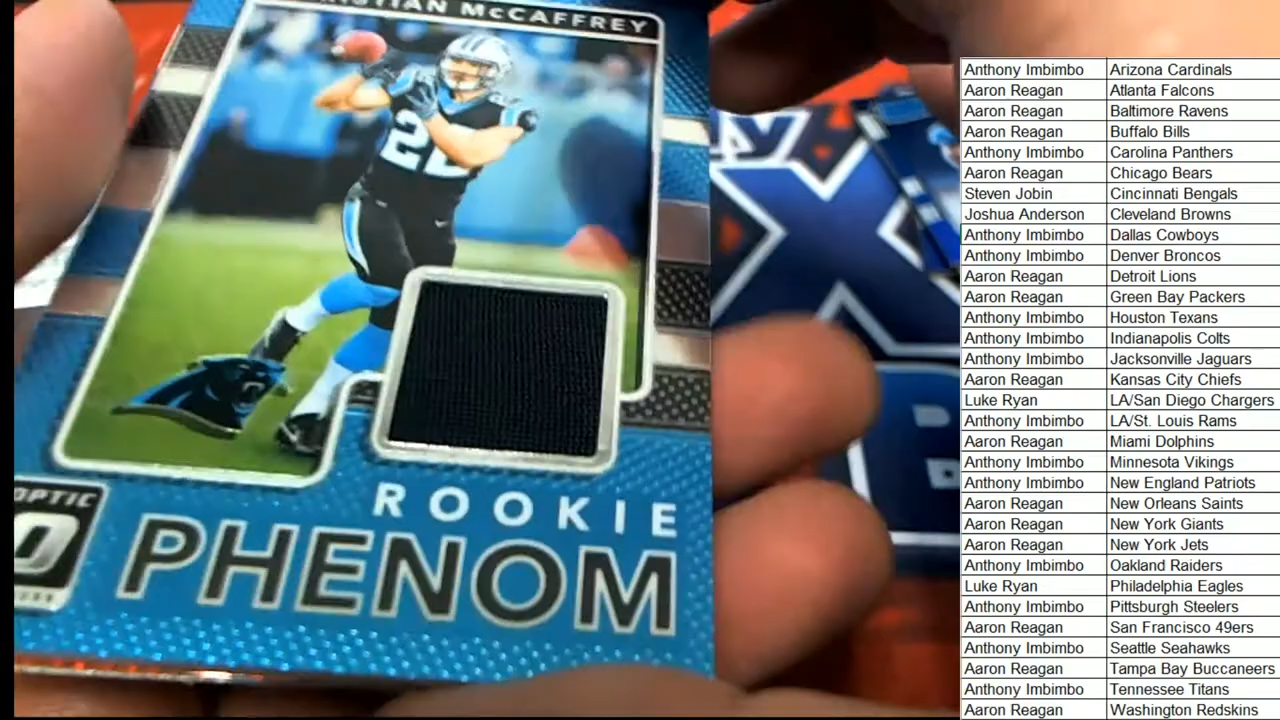 McCAFFREY
22
ROOKIE
PHENOM
OPTIC
Anthony Imbimbo Arizona Cardinals
Aaron Reagan Atlanta Falcons
Aaron Reagan Baltimore Ravens
Aaron Reagan Buffalo Bills
Anthony Imbimbo Carolina Panthers
Aaron Reagan Chicago Bears
Steven Jobin Cincinnati Bengals
Joshua Anderson Cleveland Browns
Anthony Imbimbo Dallas Cowboys
Anthony Imbimbo Denver Broncos
Aaron Reagan Detroit Lions
Aaron Reagan Green Bay Packers
Anthony Imbimbo Houston Texans
Anthony Imbimbo Indianapolis Colts
Anthony Imbimbo Jacksonville Jaguars
Aaron Reagan Kansas City Chiefs
Luke Ryan LA/San Diego Chargers
Anthony Imbimbo LA/St. Louis Rams
Aaron Reagan Miami Dolphins
Anthony Imbimbo Minnesota Vikings
Anthony Imbimbo New England Patriots
Aaron Reagan New Orleans Saints
Aaron Reagan New York Giants
Aaron Reagan New York Jets
Anthony Imbimbo Oakland Raiders
Luke Ryan Philadelphia Eagles
Anthony Imbimbo Pittsburgh Steelers
Aaron Reagan San Francisco 49ers
Anthony Imbimbo Seattle Seahawks
Aaron Reagan Tampa Bay Buccaneers
Anthony Imbimbo Tennessee Titans
Aaron Reagan Washington Redskins